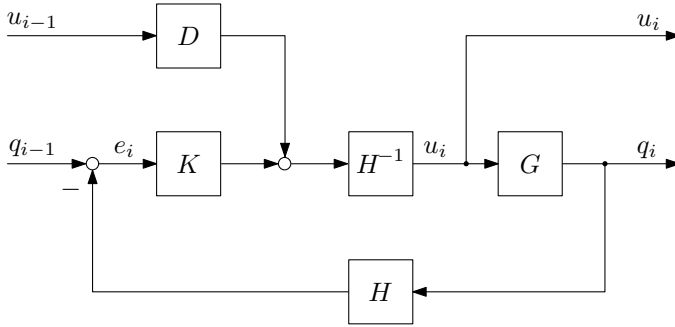 u_{i-1} D u_i
q_{i-1} e_i K H^{-1} u_i G q_i
−
H